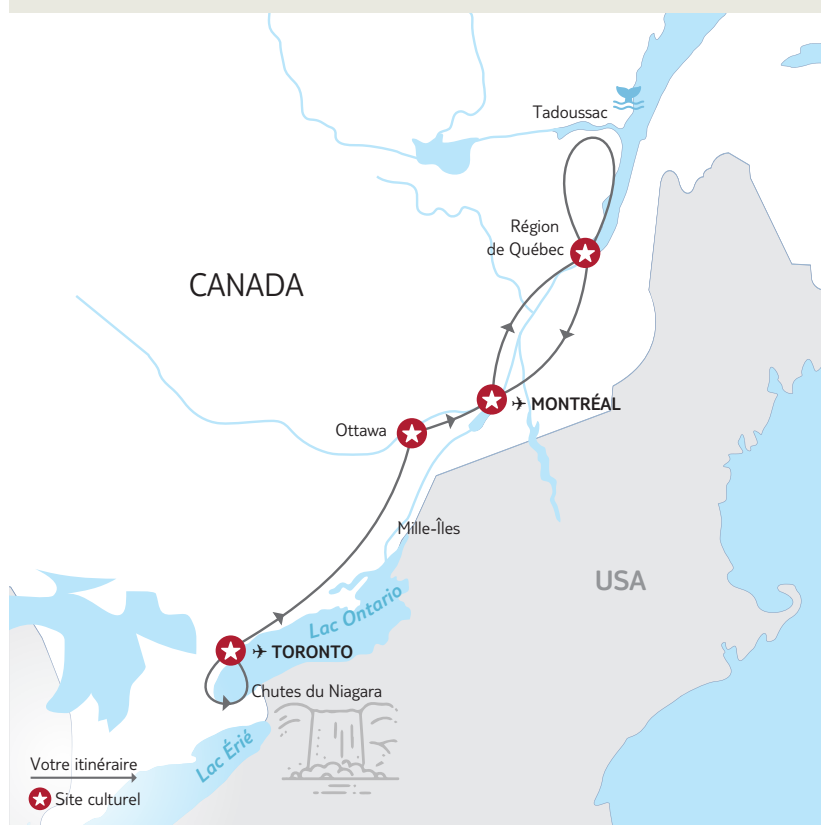 Tadoussac
Région
de Québec
CANADA
MONTRÉAL
Ottawa
Mille-Îles
USA
Lac Ontario
TORONTO
Chutes du Niagara
Lac Érié
Votre itinéraire
Site culturel